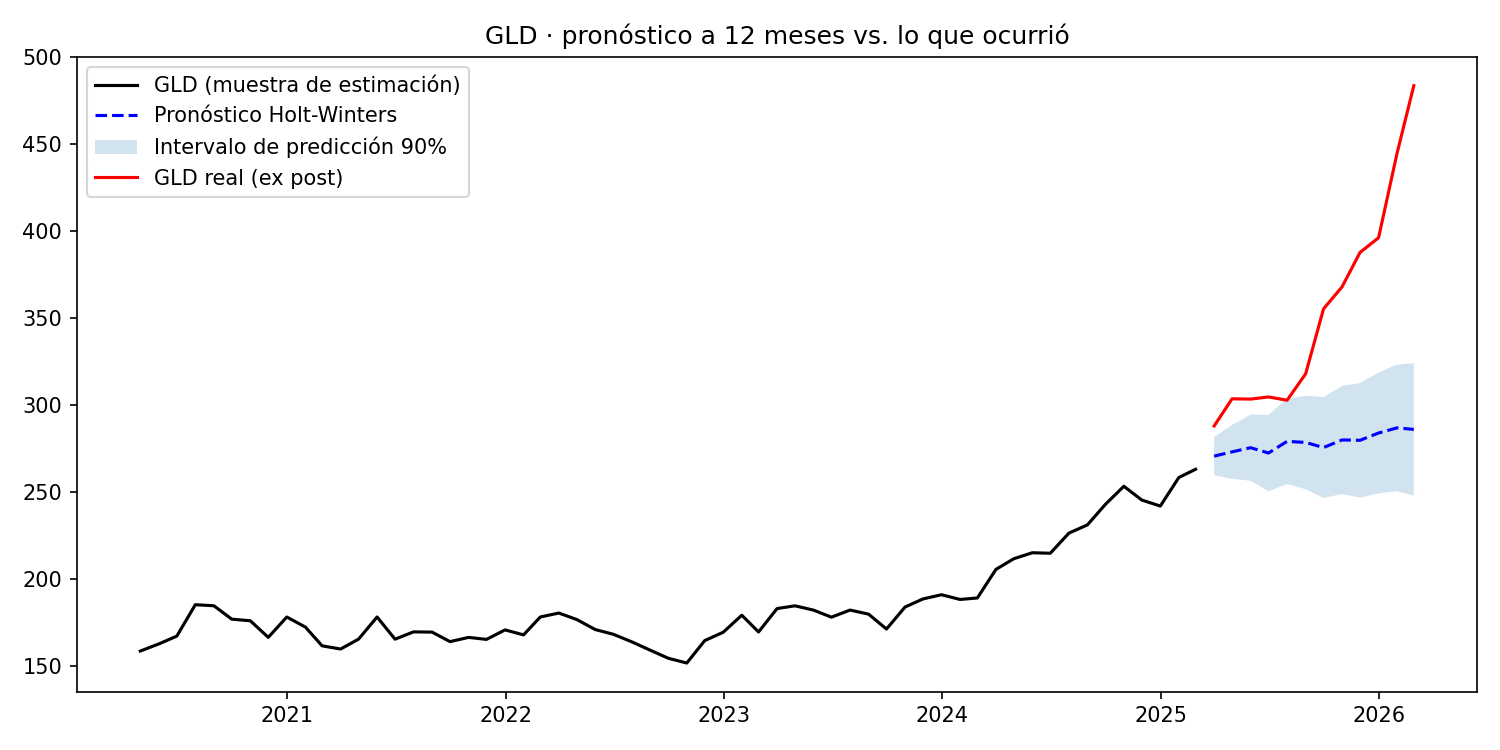 GLD · pronóstico a 12 meses vs. lo que ocurrió
GLD (muestra de estimación)
Pronóstico Holt-Winters
Intervalo de predicción 90%
GLD real (ex post)
500
450
400
350
300
250
200
150
2021 2022 2023 2024 2025 2026